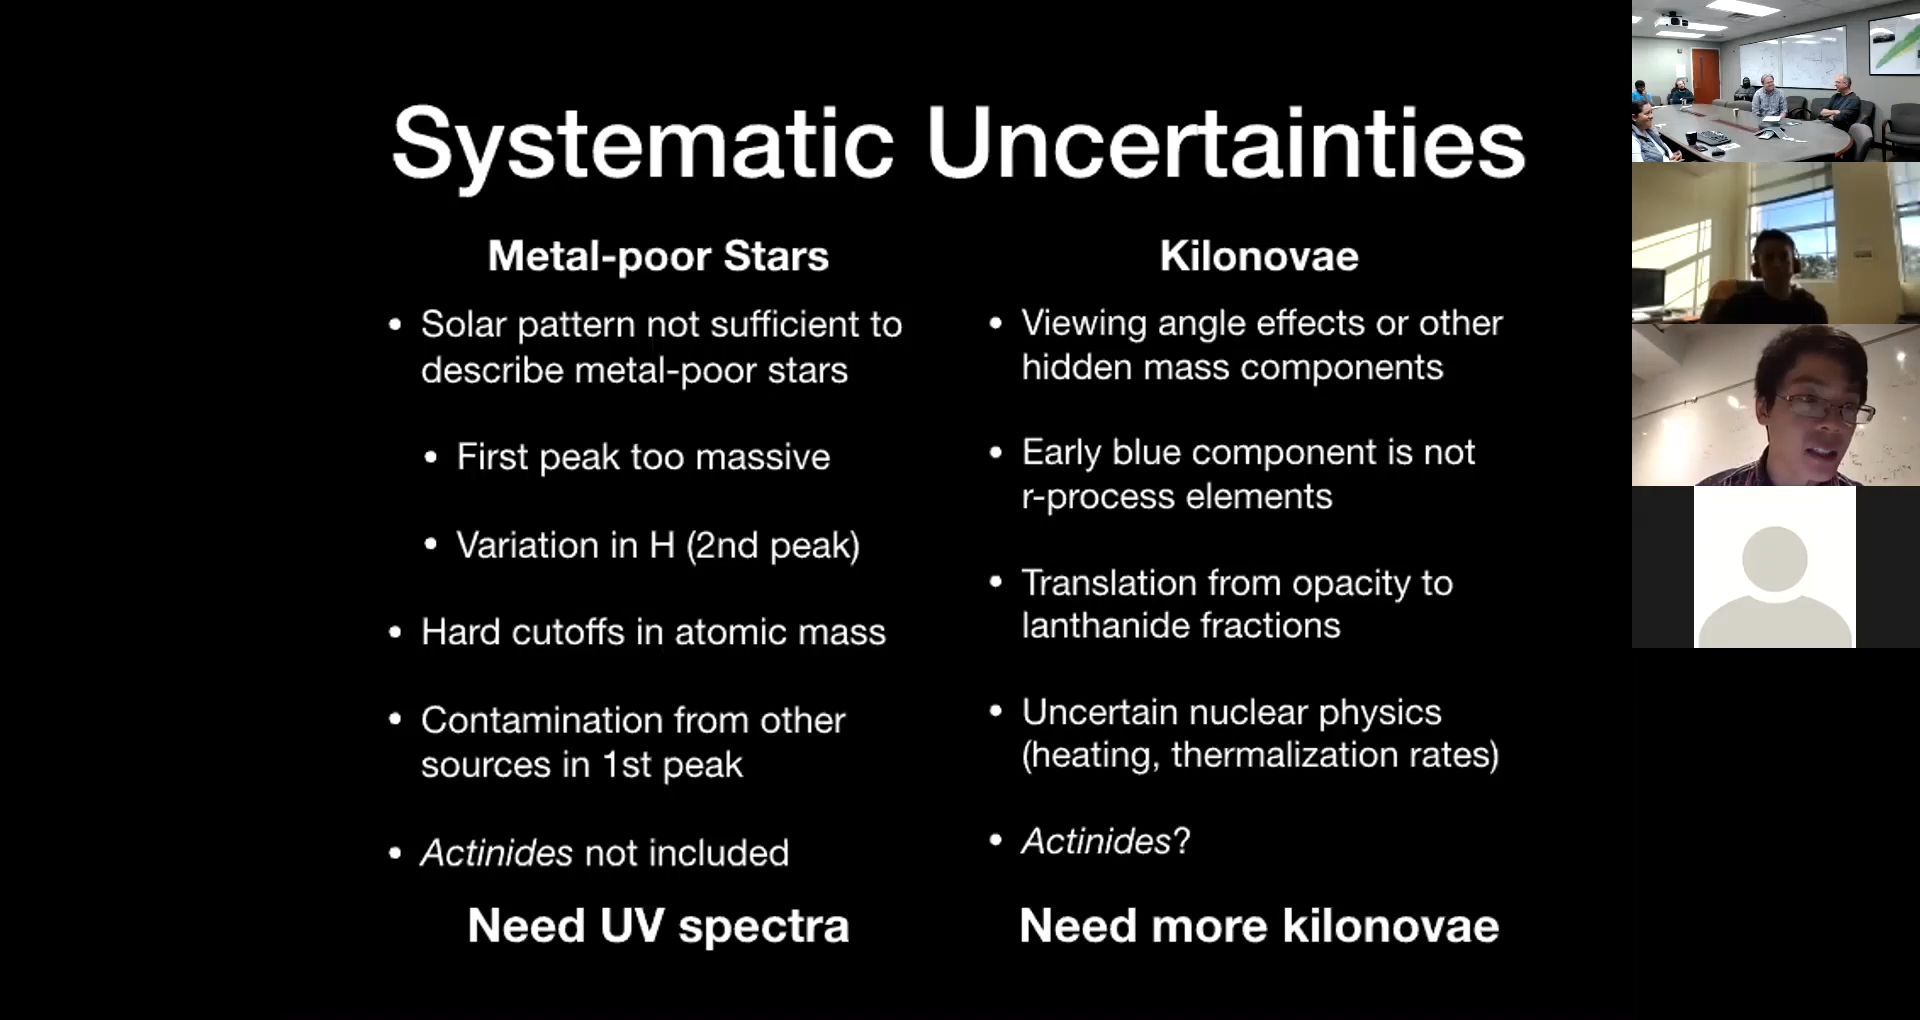 Systematic Uncertainties
Metal-poor Stars
• Solar pattern not sufficient to
describe metal-poor stars
• First peak too massive
• Variation in H (2nd peak)
• Hard cutoffs in atomic mass
• Contamination from other
sources in 1st peak
• Actinides not included
Need UV spectra
Kilonovae
• Viewing angle effects or other
hidden mass components
• Early blue component is not
r-process elements
• Translation from opacity to
lanthanide fractions
• Uncertain nuclear physics
(heating, thermalization rates)
• Actinides?
Need more kilonovae